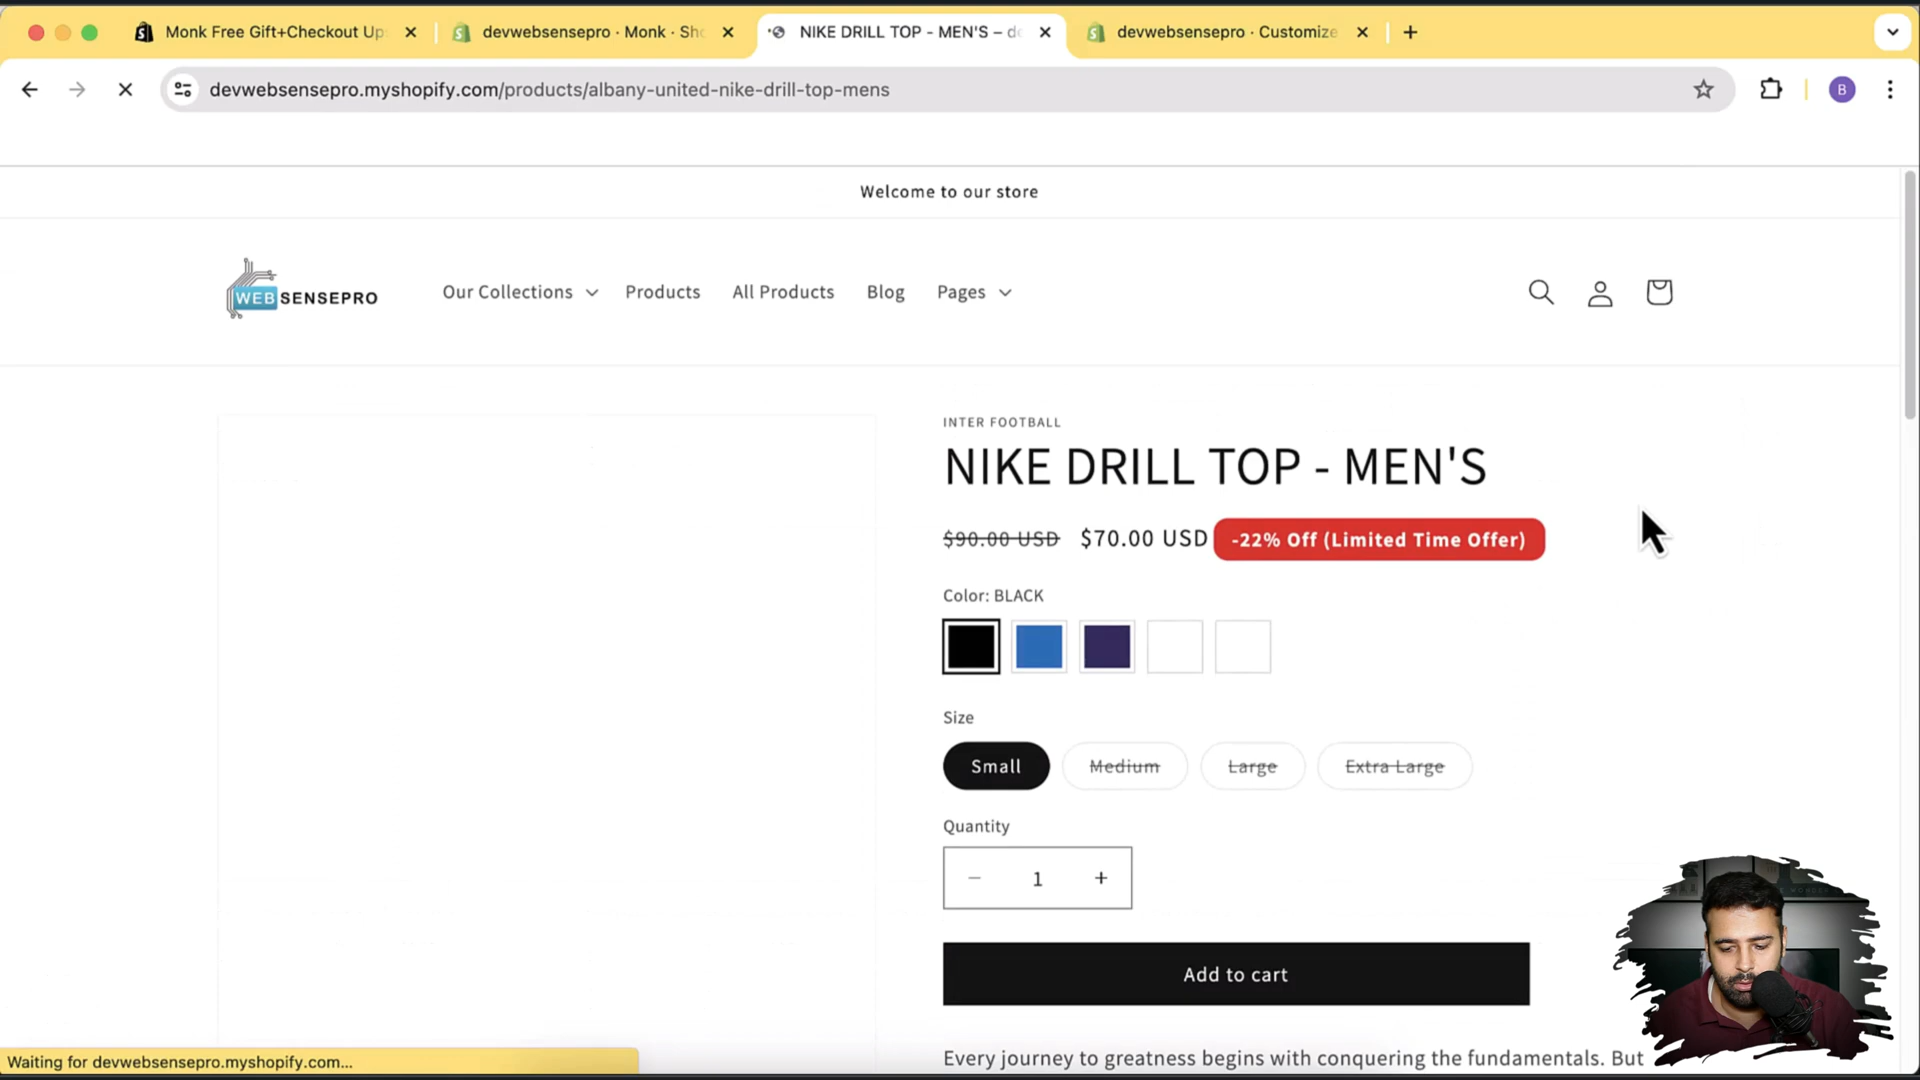 Monk Free Gift+Checkout Up
devwebsensepro · Monk · Sho
NIKE DRILL TOP - MEN'S – de
devwebsensepro · Customize
devwebsensepro.myshopify.com/products/albany-united-nike-drill-top-mens
B
Welcome to our store
WEBSENSEPRO
Our Collections
Products
All Products
Blog
Pages
INTER FOOTBALL
NIKE DRILL TOP - MEN'S
$90.00 USD $70.00 USD -22% Off (Limited Time Offer)
Color: BLACK
Size
Small Medium Large Extra Large
Quantity
− 1 +
Add to cart
Every journey to greatness begins with conquering the fundamentals. But
Waiting for devwebsensepro.myshopify.com...